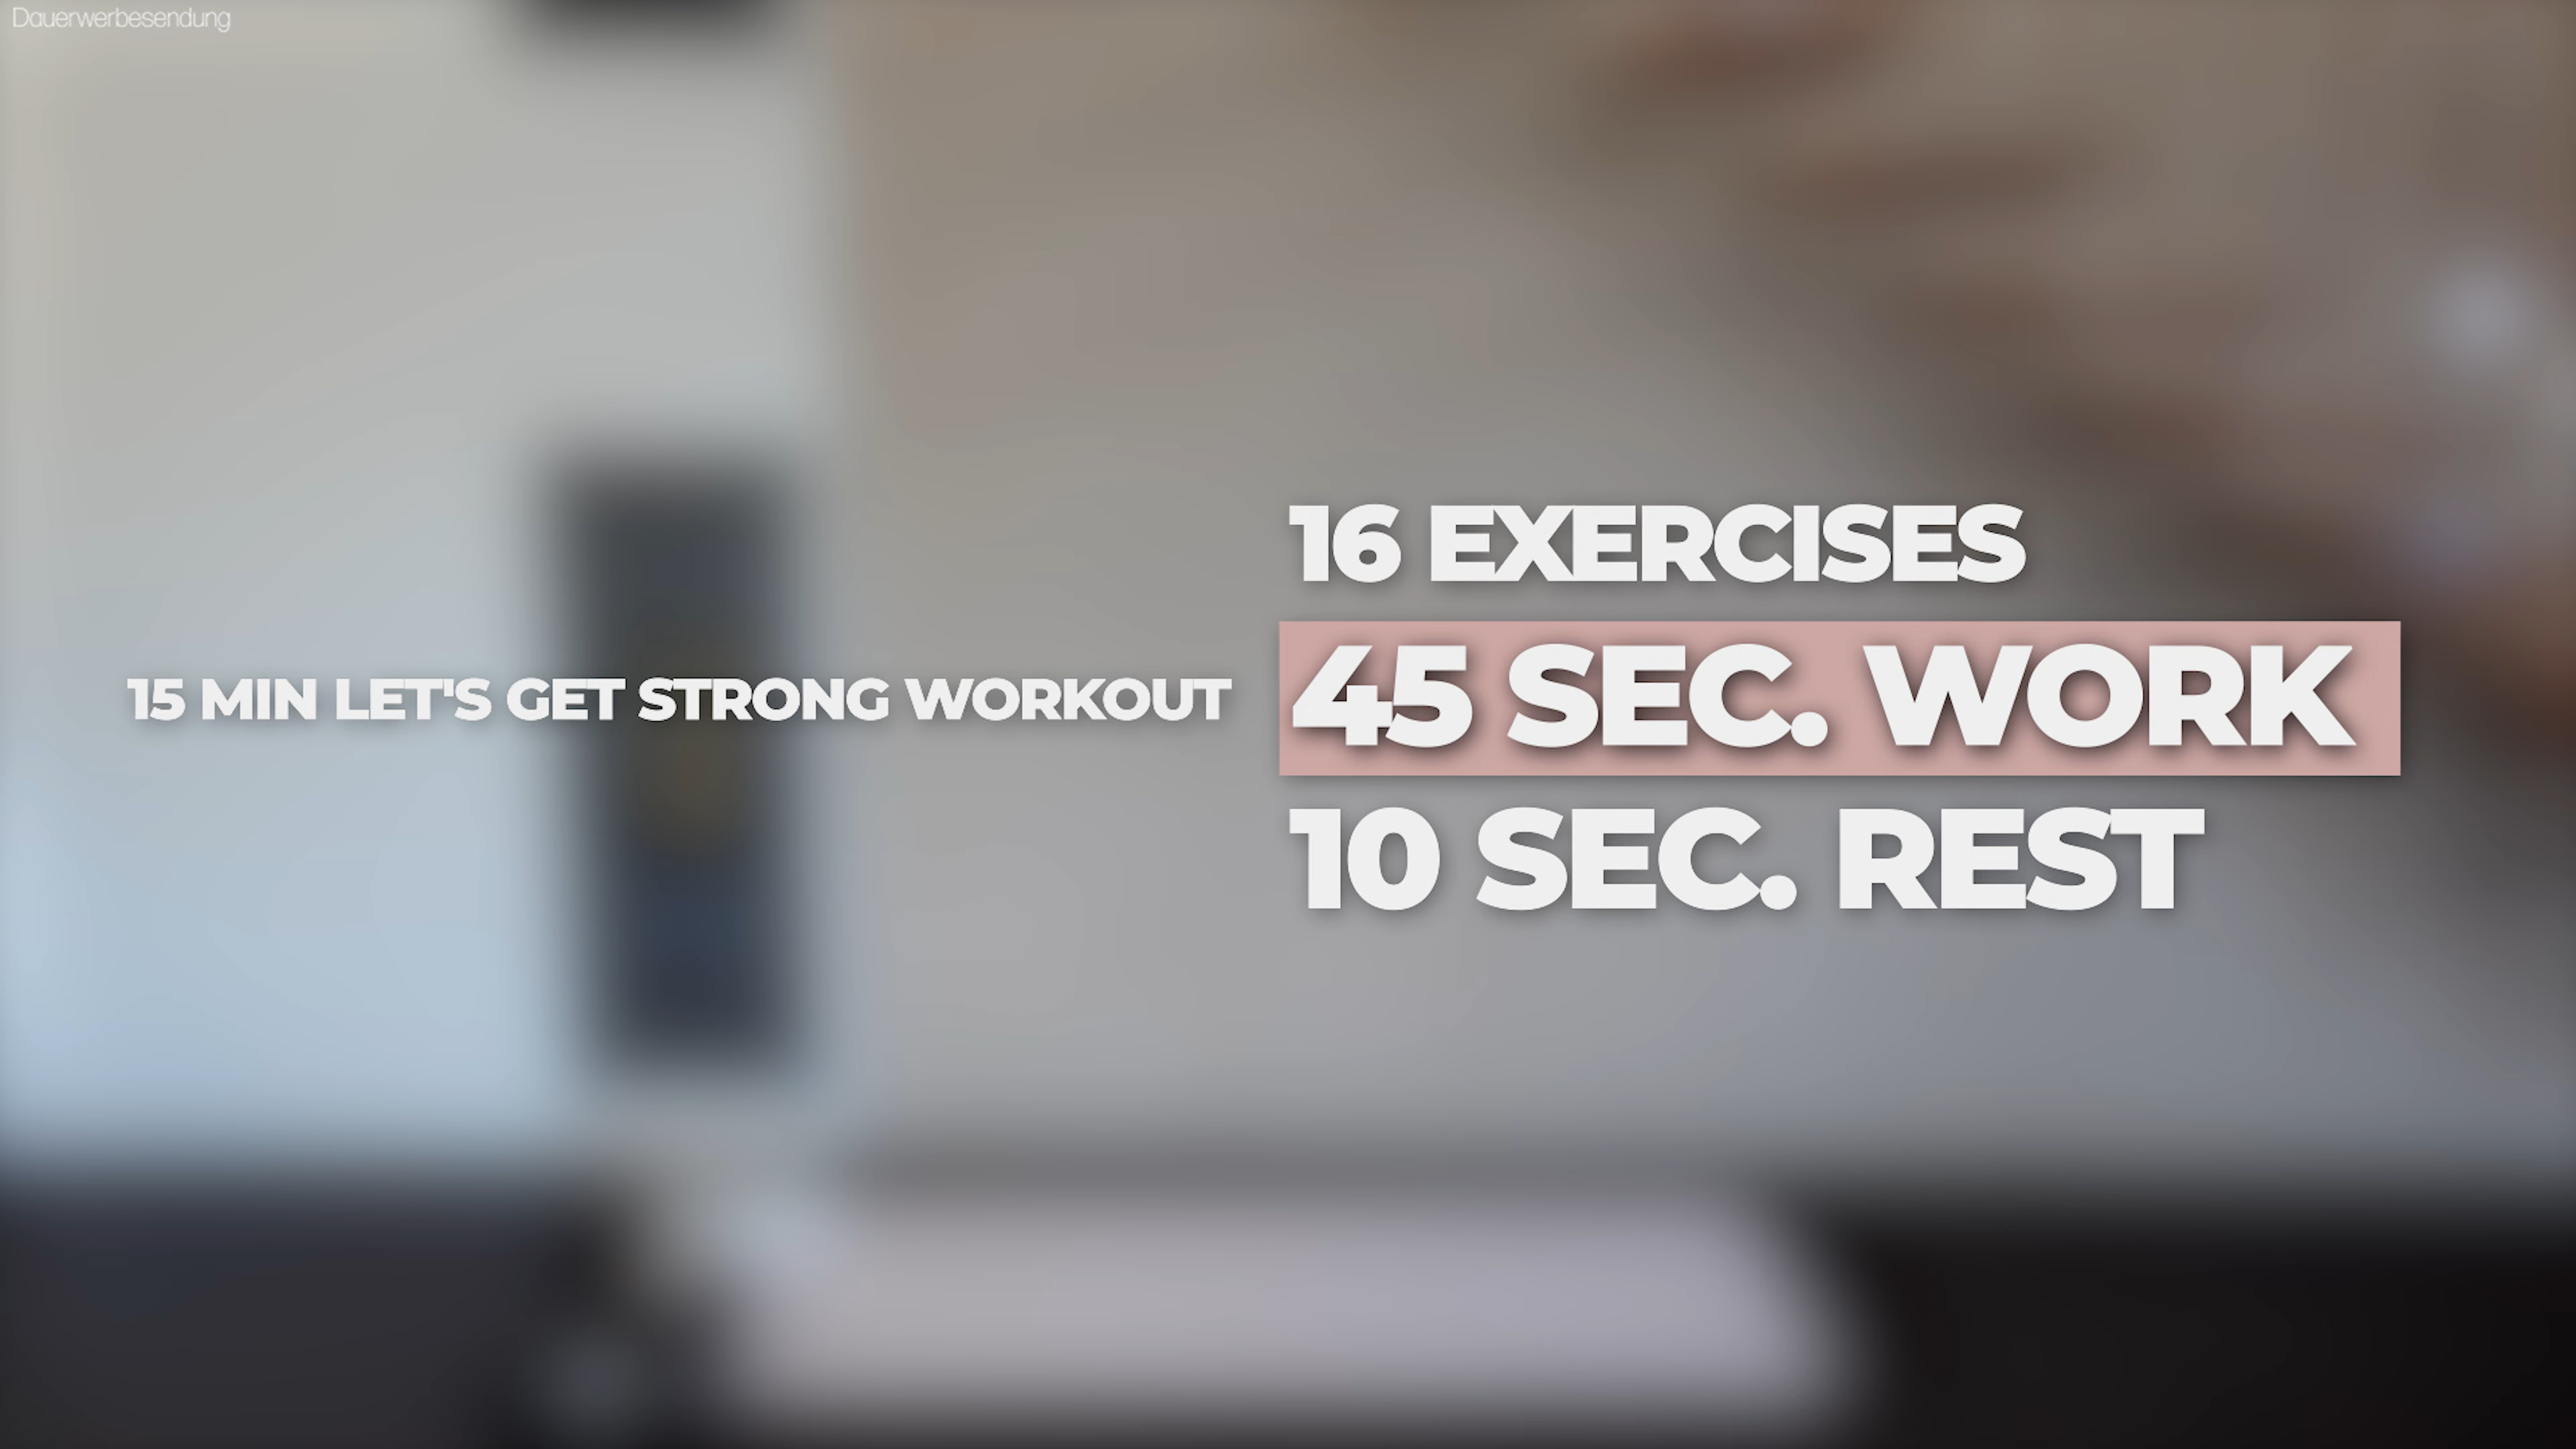 Dauerwerbesendung
15 MIN LET'S GET STRONG WORKOUT
16 EXERCISES
45 SEC. WORK
10 SEC. REST